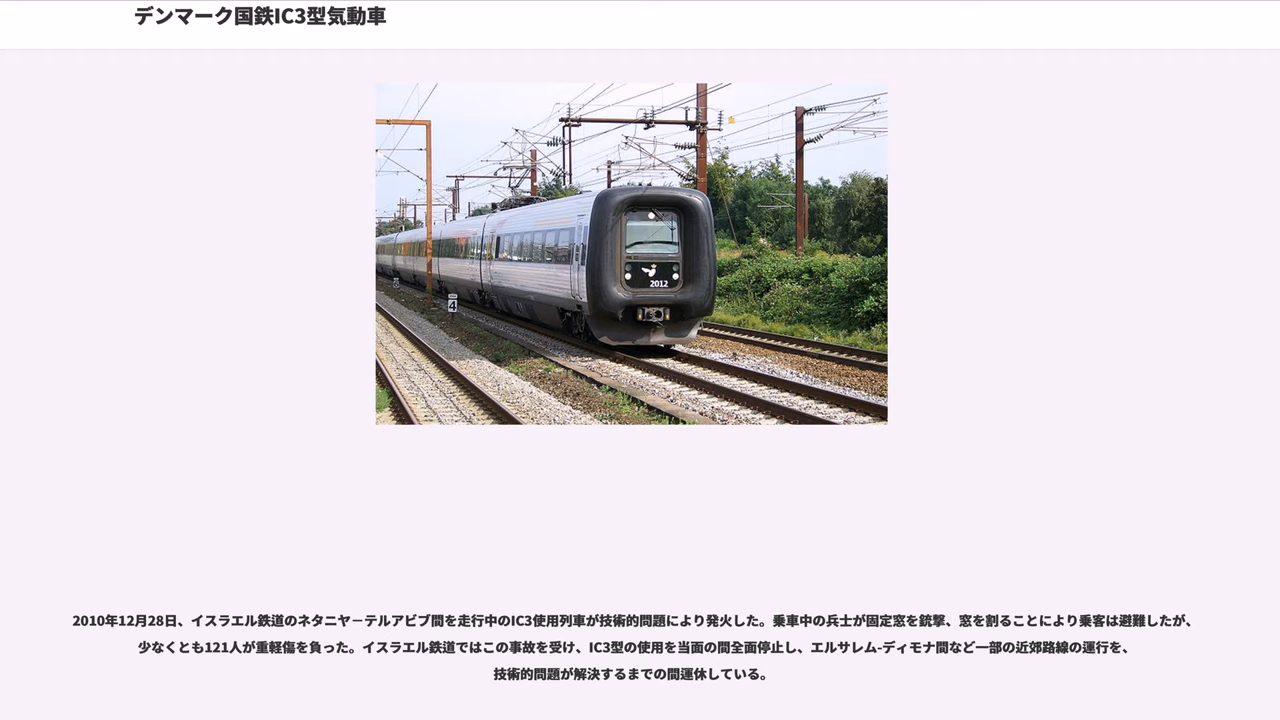 デンマーク国鉄IC3型気動車
4
2012
2010年12月28日、イスラエル鉄道のネタニヤ－テルアビブ間を走行中のIC3使用列車が技術的問題により発火した。乗車中の兵士が固定窓を銃撃、窓を割ることにより乗客は避難したが、
少なくとも121人が重軽傷を負った。イスラエル鉄道ではこの事故を受け、IC3型の使用を当面の間全面停止し、エルサレム-ディモナ間など一部の近郊路線の運行を、
技術的問題が解決するまでの間運休している。